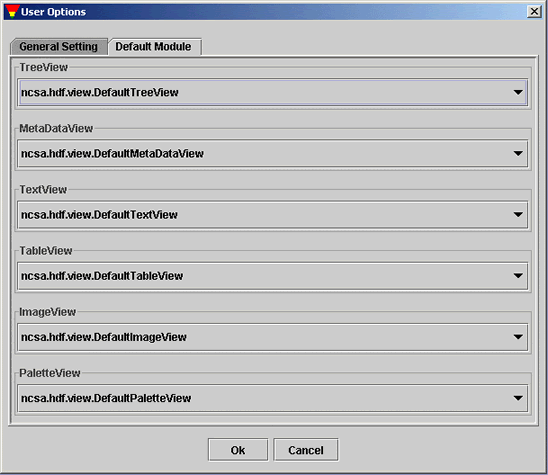 User Options
General Setting Default Module
TreeView
ncsa.hdf.view.DefaultTreeView
MetaDataView
ncsa.hdf.view.DefaultMetaDataView
TextView
ncsa.hdf.view.DefaultTextView
TableView
ncsa.hdf.view.DefaultTableView
ImageView
ncsa.hdf.view.DefaultImageView
PaletteView
ncsa.hdf.view.DefaultPaletteView
Ok Cancel